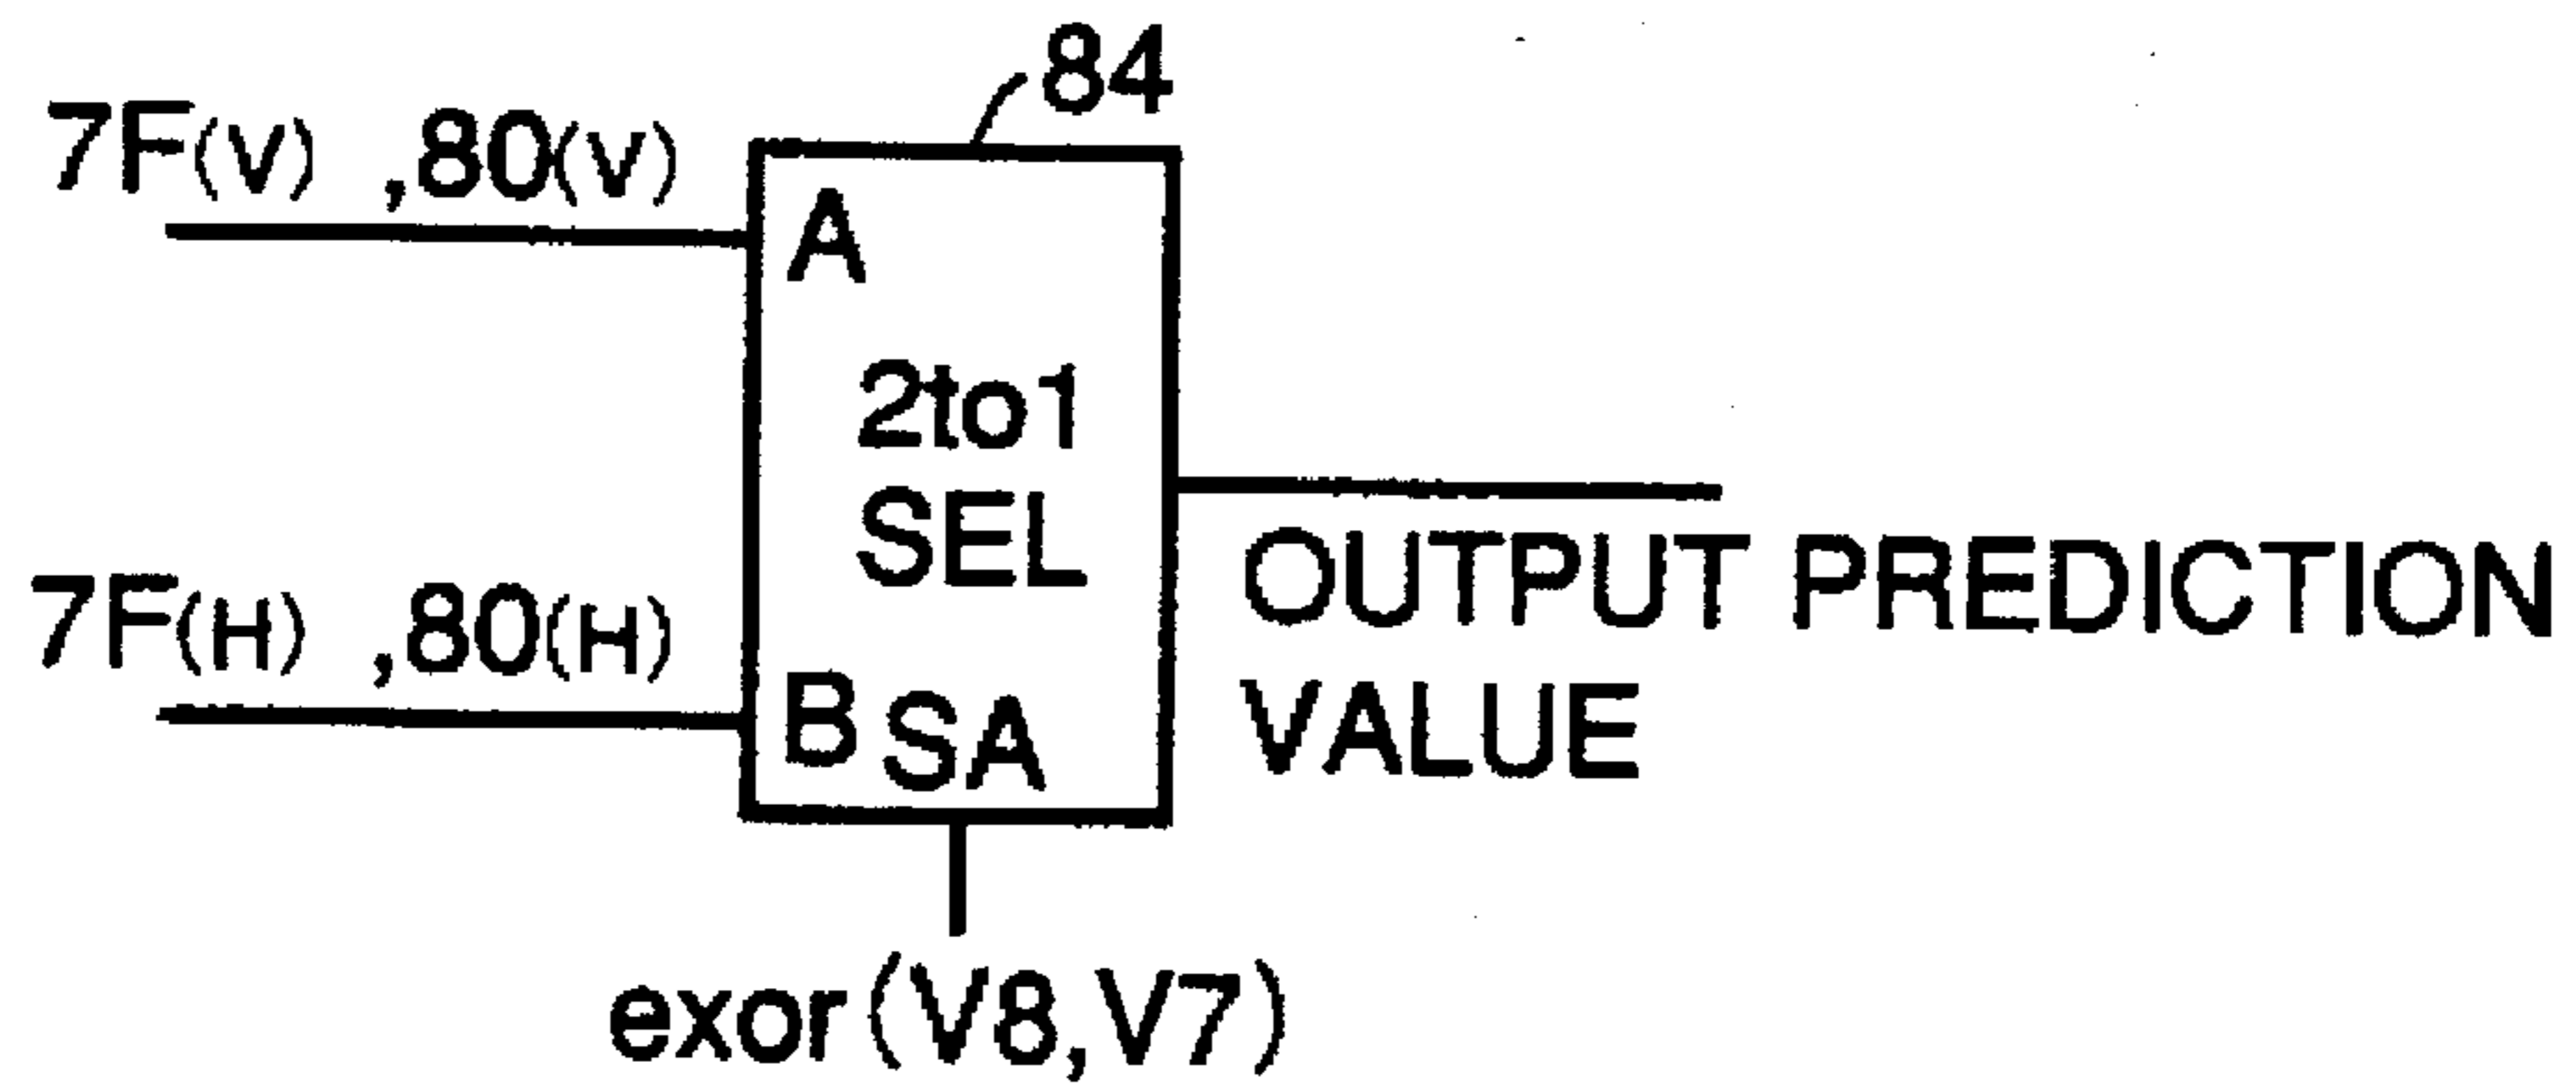 84
7F(V) ,80(V)
A
2to1
SEL
OUTPUT PREDICTION
VALUE
7F(H) ,80(H)
B SA
exor(V8,V7)